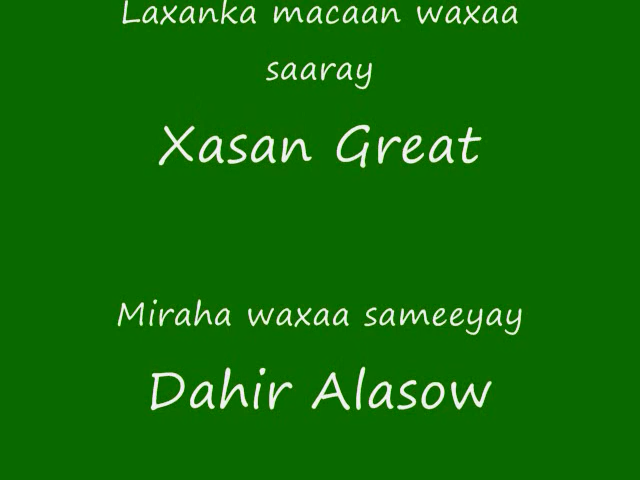 Laxanka macaan waxaa
saaray
Xasan Great
Miraha waxaa sameeyay
Dahir Alasow